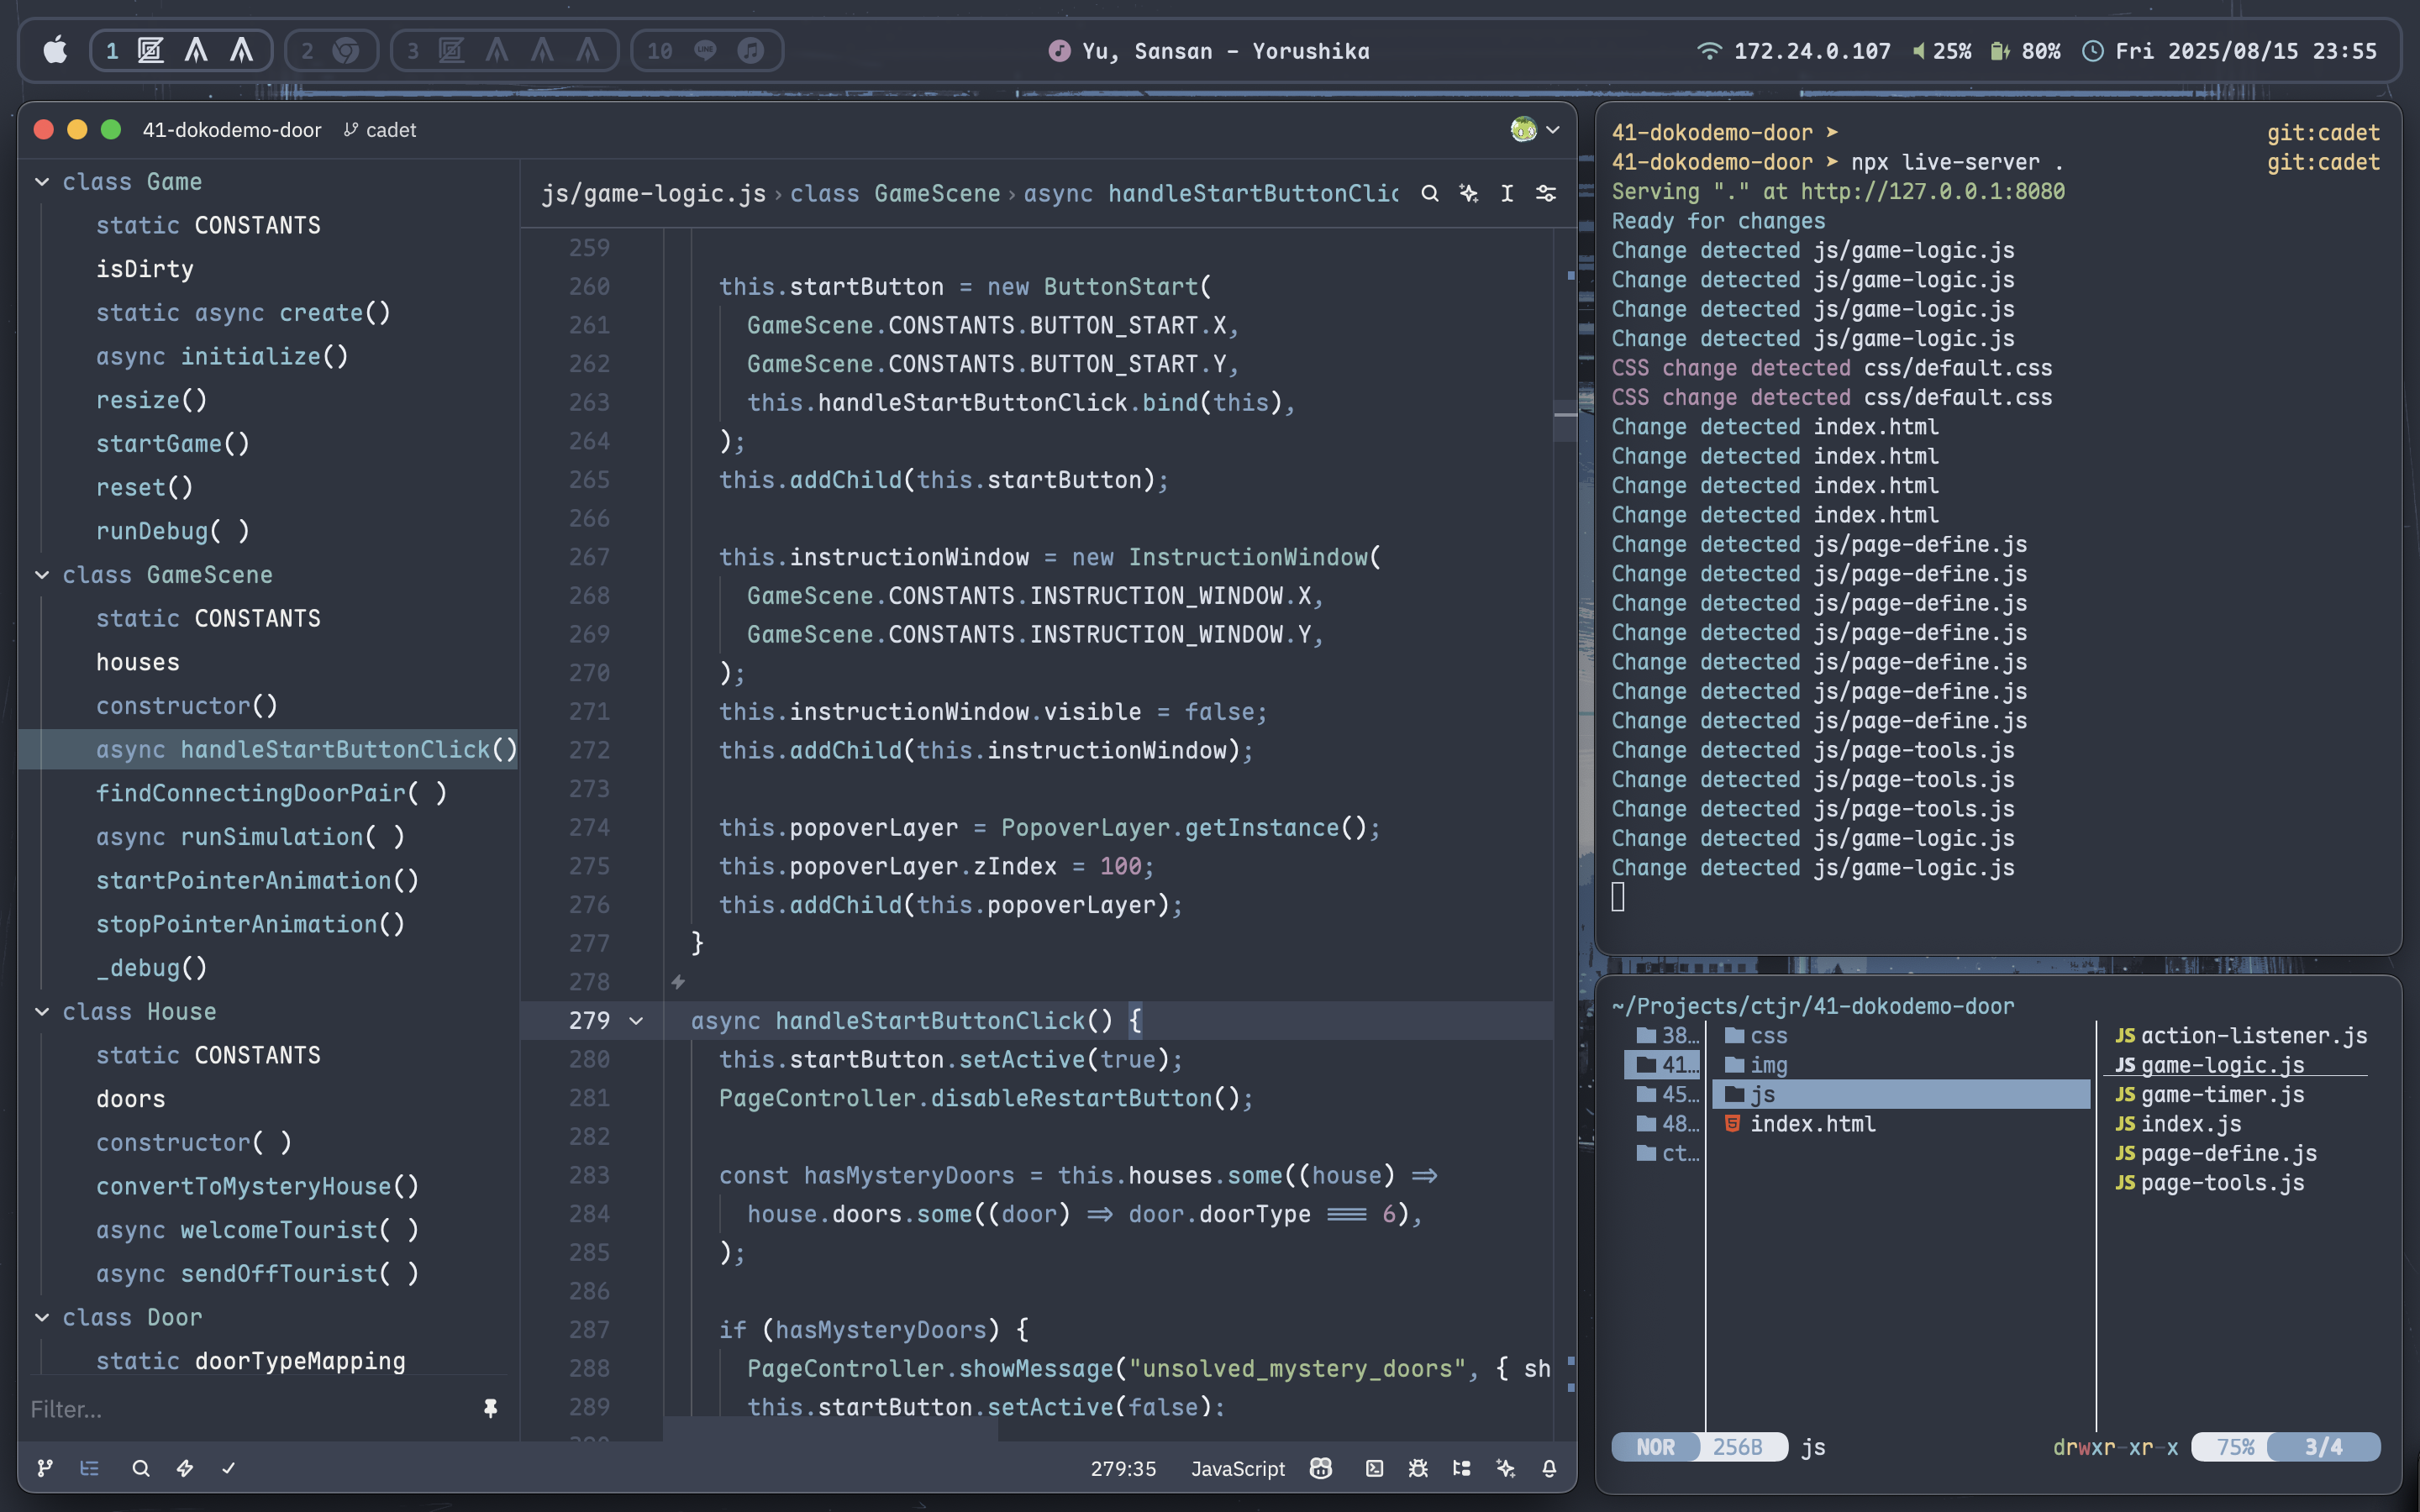 1 2 3 10 LINE
Yu, Sansan - Yorushika
172.24.0.107 25% 80% Fri 2025/08/15 23:55
41-dokodemo-door cadet
class Game
static CONSTANTS
isDirty
static async create()
async initialize()
resize()
startGame()
reset()
runDebug( )
class GameScene
static CONSTANTS
houses
constructor()
async handleStartButtonClick()
findConnectingDoorPair( )
async runSimulation( )
startPointerAnimation()
stopPointerAnimation()
_debug()
class House
static CONSTANTS
doors
constructor( )
convertToMysteryHouse()
async welcomeTourist( )
async sendOffTourist( )
class Door
static doorTypeMapping
Filter...
js/game-logic.js › class GameScene › async handleStartButtonClic
259
260 this.startButton = new ButtonStart(
261 GameScene.CONSTANTS.BUTTON_START.X,
262 GameScene.CONSTANTS.BUTTON_START.Y,
263 this.handleStartButtonClick.bind(this),
264 );
265 this.addChild(this.startButton);
266
267 this.instructionWindow = new InstructionWindow(
268 GameScene.CONSTANTS.INSTRUCTION_WINDOW.X,
269 GameScene.CONSTANTS.INSTRUCTION_WINDOW.Y,
270 );
271 this.instructionWindow.visible = false;
272 this.addChild(this.instructionWindow);
273
274 this.popoverLayer = PopoverLayer.getInstance();
275 this.popoverLayer.zIndex = 100;
276 this.addChild(this.popoverLayer);
277 }
278
279 async handleStartButtonClick() {
280 this.startButton.setActive(true);
281 PageController.disableRestartButton();
282
283 const hasMysteryDoors = this.houses.some((house) =>
284 house.doors.some((door) => door.doorType === 6),
285 );
286
287 if (hasMysteryDoors) {
288 PageController.showMessage("unsolved_mystery_doors", { sh
289 this.startButton.setActive(false);
279:35 JavaScript
41-dokodemo-door ➤ git:cadet
41-dokodemo-door ➤ npx live-server . git:cadet
Serving "." at http://127.0.0.1:8080
Ready for changes
Change detected js/game-logic.js
Change detected js/game-logic.js
Change detected js/game-logic.js
Change detected js/game-logic.js
CSS change detected css/default.css
CSS change detected css/default.css
Change detected index.html
Change detected index.html
Change detected index.html
Change detected index.html
Change detected js/page-define.js
Change detected js/page-define.js
Change detected js/page-define.js
Change detected js/page-define.js
Change detected js/page-define.js
Change detected js/page-define.js
Change detected js/page-define.js
Change detected js/page-tools.js
Change detected js/page-tools.js
Change detected js/page-tools.js
Change detected js/game-logic.js
Change detected js/game-logic.js
~/Projects/ctjr/41-dokodemo-door
38… css JS action-listener.js
41… img JS game-logic.js
45… js JS game-timer.js
48… 5 index.html JS index.js
ct… JS page-define.js
JS page-tools.js
NOR 256B js drwxr-xr-x 75% 3/4